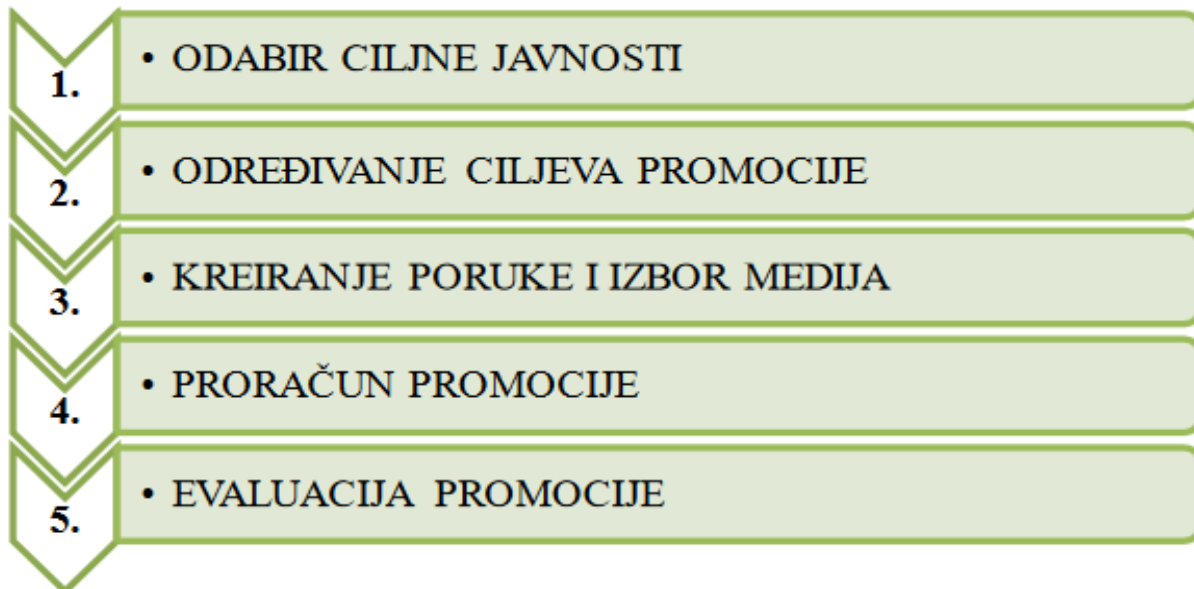 1. • ODABIR CILJNE JAVNOSTI
2. • ODREĐIVANJE CILJEVA PROMOCIJE
3. • KREIRANJE PORUKE I IZBOR MEDIJA
4. • PRORAČUN PROMOCIJE
5. • EVALUACIJA PROMOCIJE